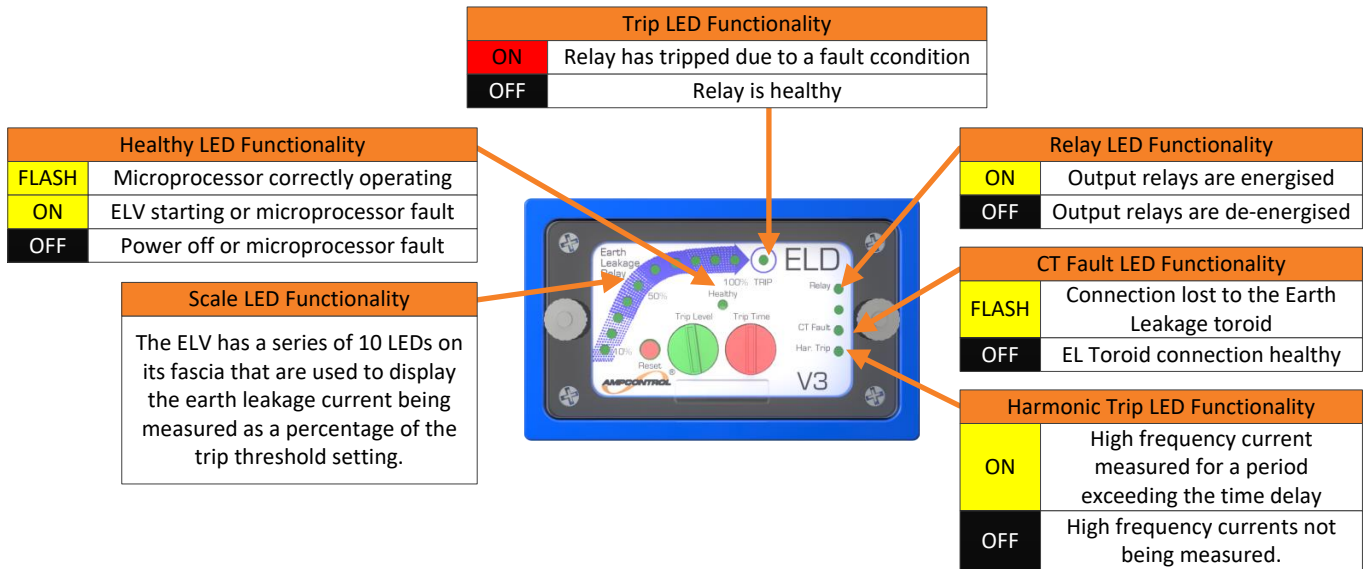 Trip LED Functionality
ON Relay has tripped due to a fault ccondition
OFF Relay is healthy
Healthy LED Functionality
FLASH Microprocessor correctly operating
ON ELV starting or microprocessor fault
OFF Power off or microprocessor fault
Scale LED Functionality
The ELV has a series of 10 LEDs on
its fascia that are used to display
the earth leakage current being
measured as a percentage of the
trip threshold setting.
Earth
Leakage
Relay
10%
50%
100% TRIP
ELD
Healthy
Relay
Trip Level
Trip Time
CT Fault
Har. Trip
Reset
AMPCONTROL®
V3
Relay LED Functionality
ON Output relays are energised
OFF Output relays are de-energised
CT Fault LED Functionality
FLASH Connection lost to the Earth
Leakage toroid
OFF EL Toroid connection healthy
Harmonic Trip LED Functionality
ON High frequency current
measured for a period
exceeding the time delay
OFF High frequency currents not
being measured.